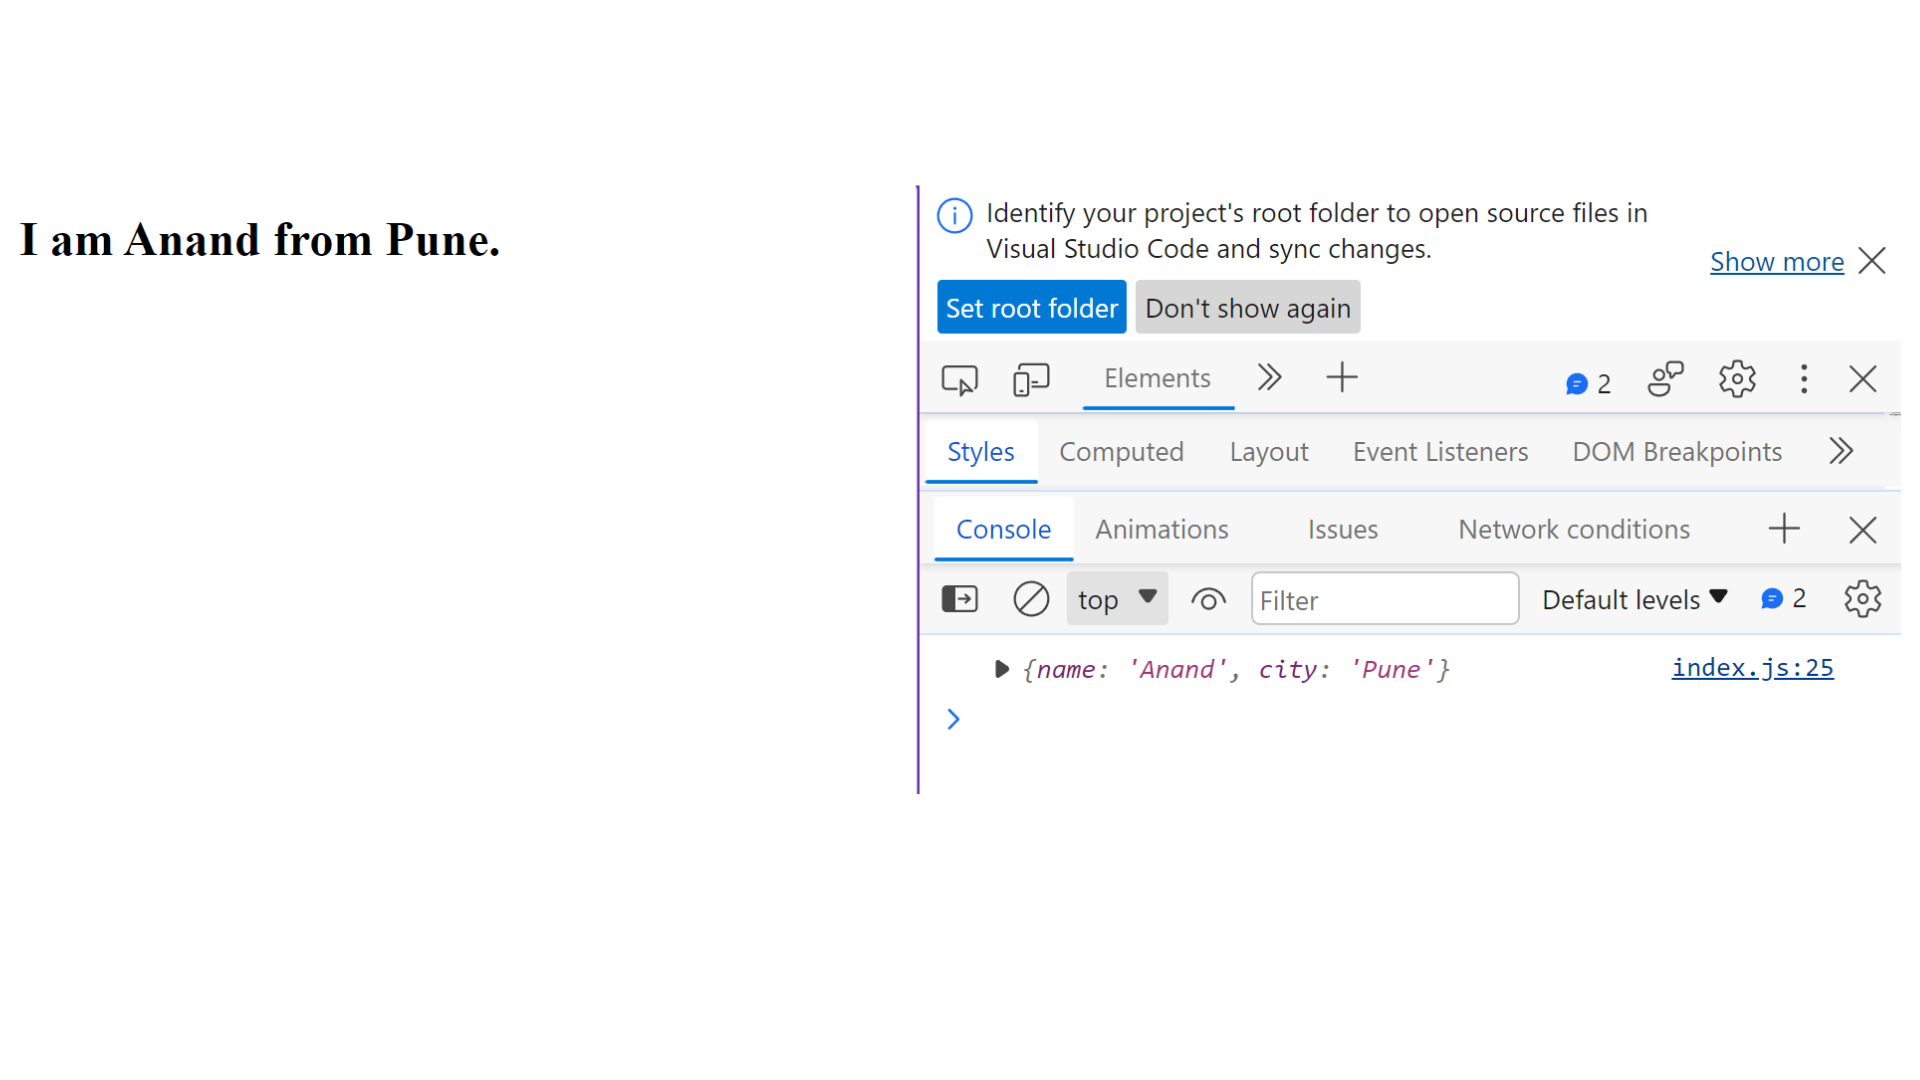 I am Anand from Pune.
Identify your project's root folder to open source files in
Visual Studio Code and sync changes.
Show more
Set root folder Don't show again
Elements 2
Styles Computed Layout Event Listeners DOM Breakpoints
Console Animations Issues Network conditions
top Filter Default levels 2
{name: 'Anand', city: 'Pune'} index.js:25